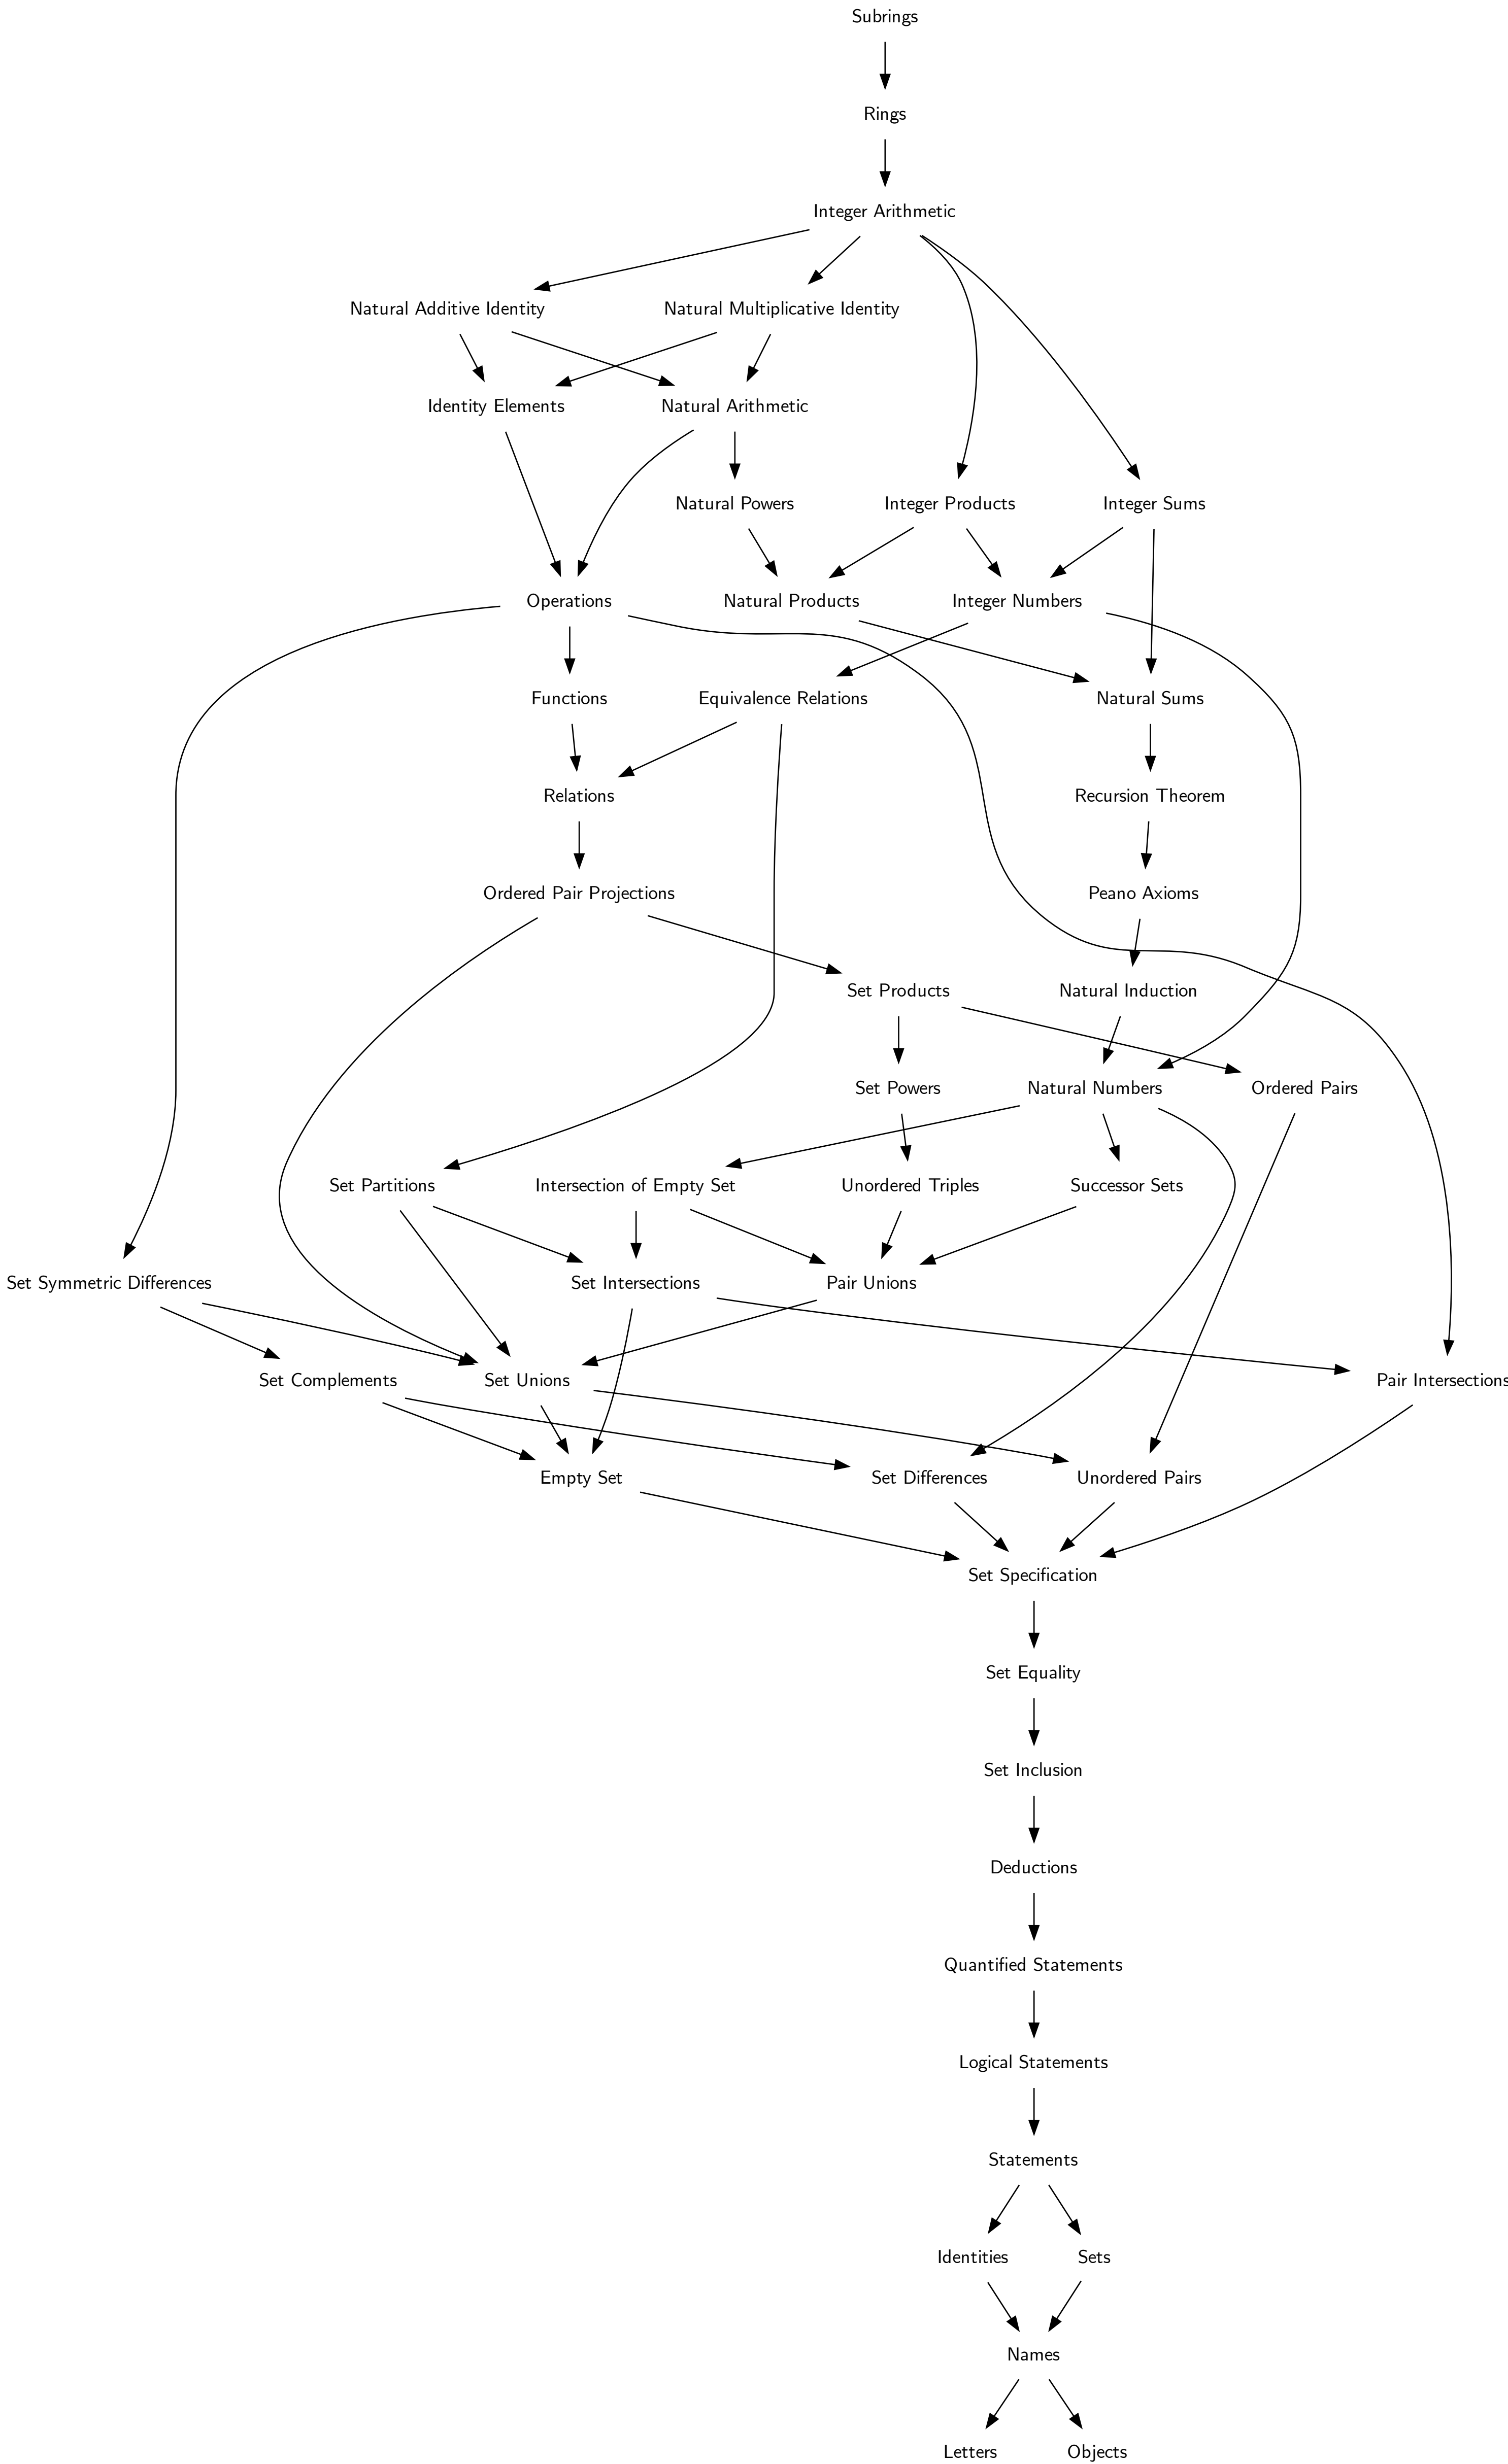 Subrings
Rings
Integer Arithmetic
Natural Additive Identity
Natural Multiplicative Identity
Identity Elements
Natural Arithmetic
Natural Powers
Integer Products
Integer Sums
Operations
Natural Products
Integer Numbers
Functions
Equivalence Relations
Natural Sums
Relations
Recursion Theorem
Ordered Pair Projections
Peano Axioms
Set Products
Natural Induction
Set Powers
Natural Numbers
Ordered Pairs
Set Partitions
Intersection of Empty Set
Unordered Triples
Successor Sets
Set Symmetric Differences
Set Intersections
Pair Unions
Set Complements
Set Unions
Pair Intersections
Empty Set
Set Differences
Unordered Pairs
Set Specification
Set Equality
Set Inclusion
Deductions
Quantified Statements
Logical Statements
Statements
Identities
Sets
Names
Letters
Objects